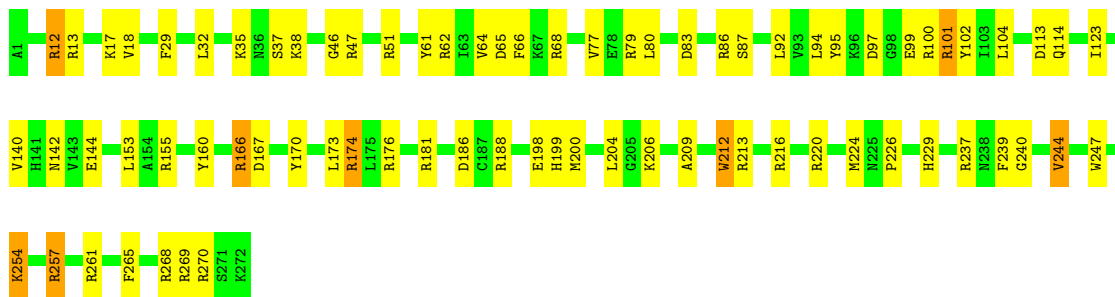 A1 R12 R13 K17 V18 F29 L32 K35 N36 S37 K38 G46 R47 R51 Y61 R62 I63 V64 D65 F66 K67 R68 V77 E78 R79 L80 D83 R86 S87 L92 V93 L94 Y95 K96 D97 G98 E99 R100 R101 Y102 I103 L104 D113 Q114 I123
V140 H141 N142 V143 E144 L153 A154 R155 Y160 R166 D167 Y170 L173 R174 L175 R176 R181 D186 C187 R188 E198 H199 M200 L204 G205 K206 A209 W212 R213 R216 R220 M224 N225 P226 H229 R237 N238 F239 G240 V244 W247
K254 R257 R261 F265 R268 R269 R270 S271 K272